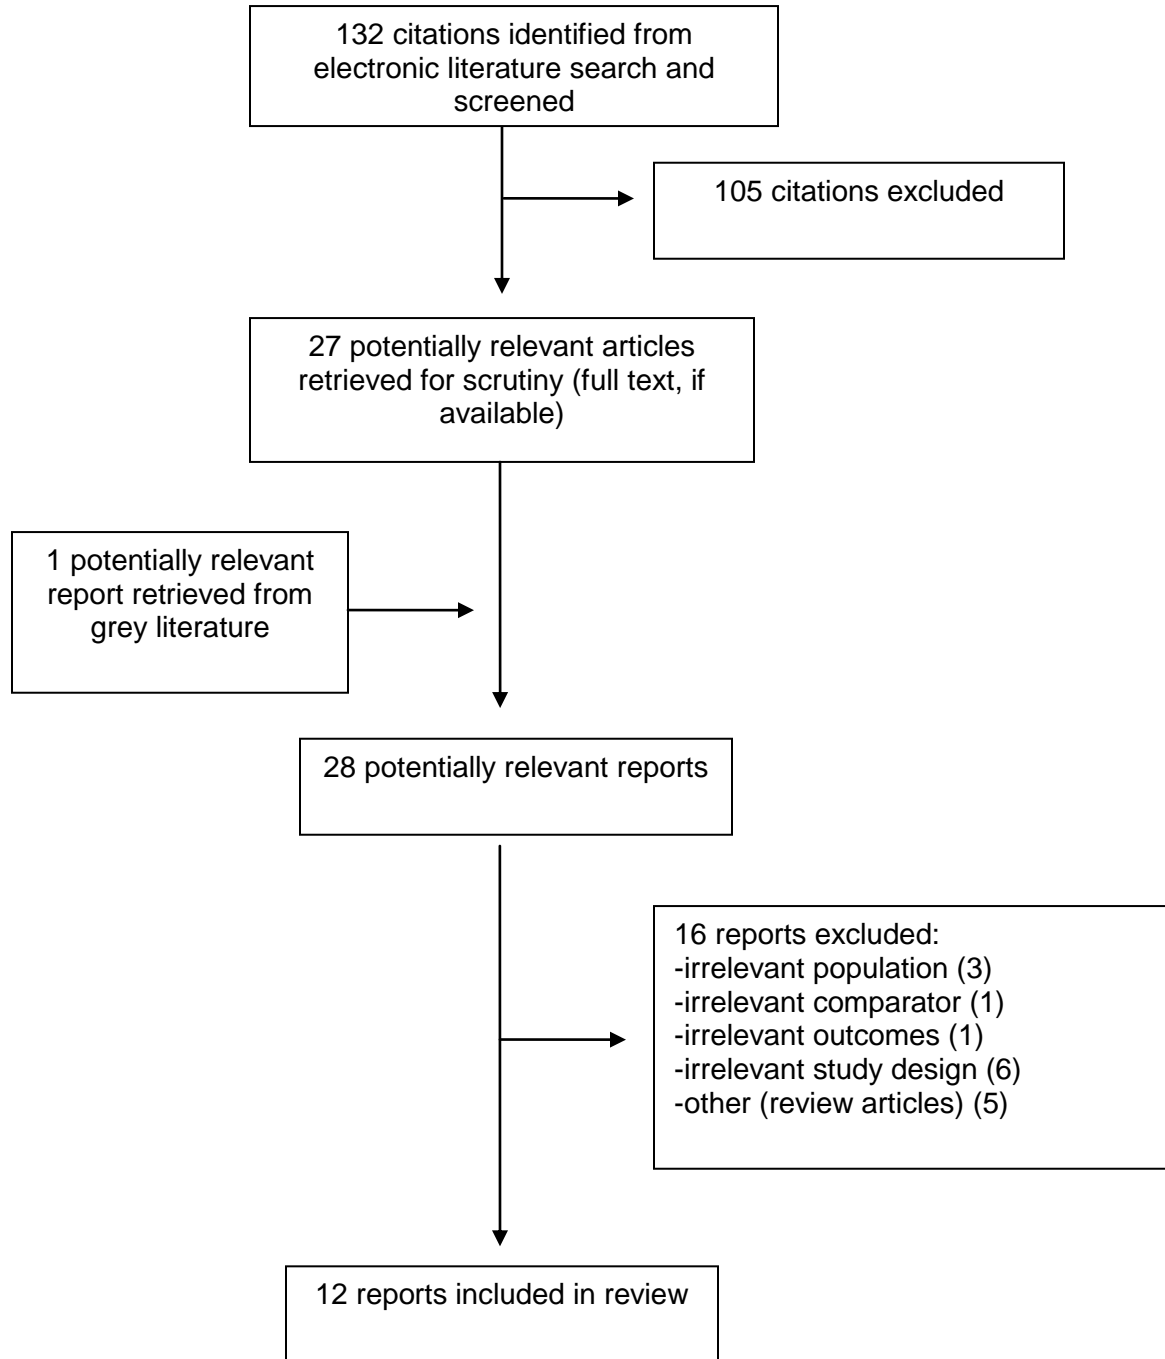 132 citations identified from
electronic literature search and
screened
105 citations excluded
27 potentially relevant articles
retrieved for scrutiny (full text, if
available)
1 potentially relevant
report retrieved from
grey literature
28 potentially relevant reports
16 reports excluded:
-irrelevant population (3)
-irrelevant comparator (1)
-irrelevant outcomes (1)
-irrelevant study design (6)
-other (review articles) (5)
12 reports included in review